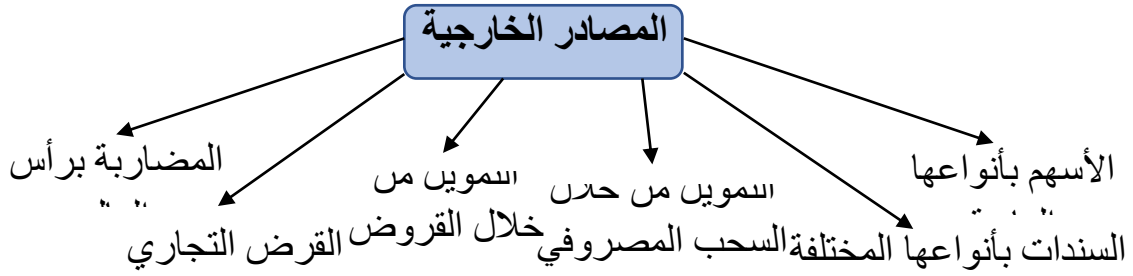 المصادر الخارجية
الأسهم بأنواعها
السندات بأنواعها المختلفة
التمويل من خلال
السحب المصروفي
التمويل من
خلال القروض
القرض التجاري
المضاربة برأس